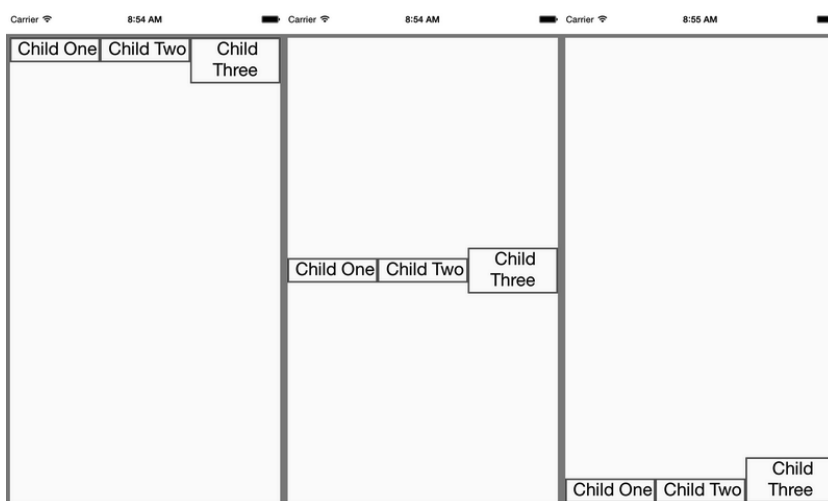 Carrier 8:54 AM
Child One Child Two Child
Three
Carrier 8:54 AM
Child One Child Two Child
Three
Carrier 8:55 AM
Child One Child Two Child
Three